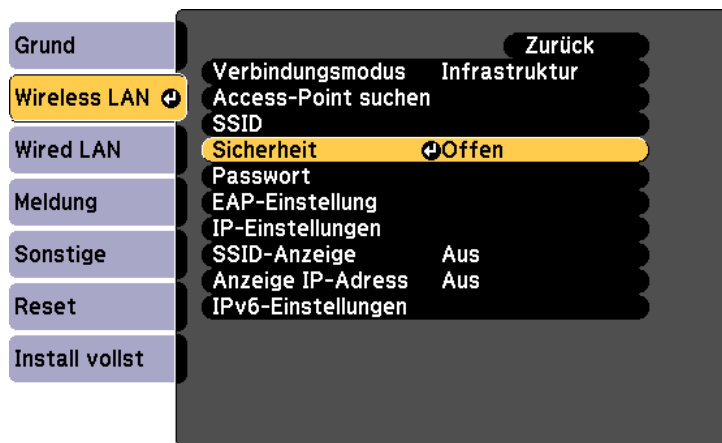 Grund
Wireless LAN
Wired LAN
Meldung
Sonstige
Reset
Install vollst
Zurück
Verbindungsmodus Infrastruktur
Access-Point suchen
SSID
Sicherheit Offen
Passwort
EAP-Einstellung
IP-Einstellungen
SSID-Anzeige Aus
Anzeige IP-Adress Aus
IPv6-Einstellungen